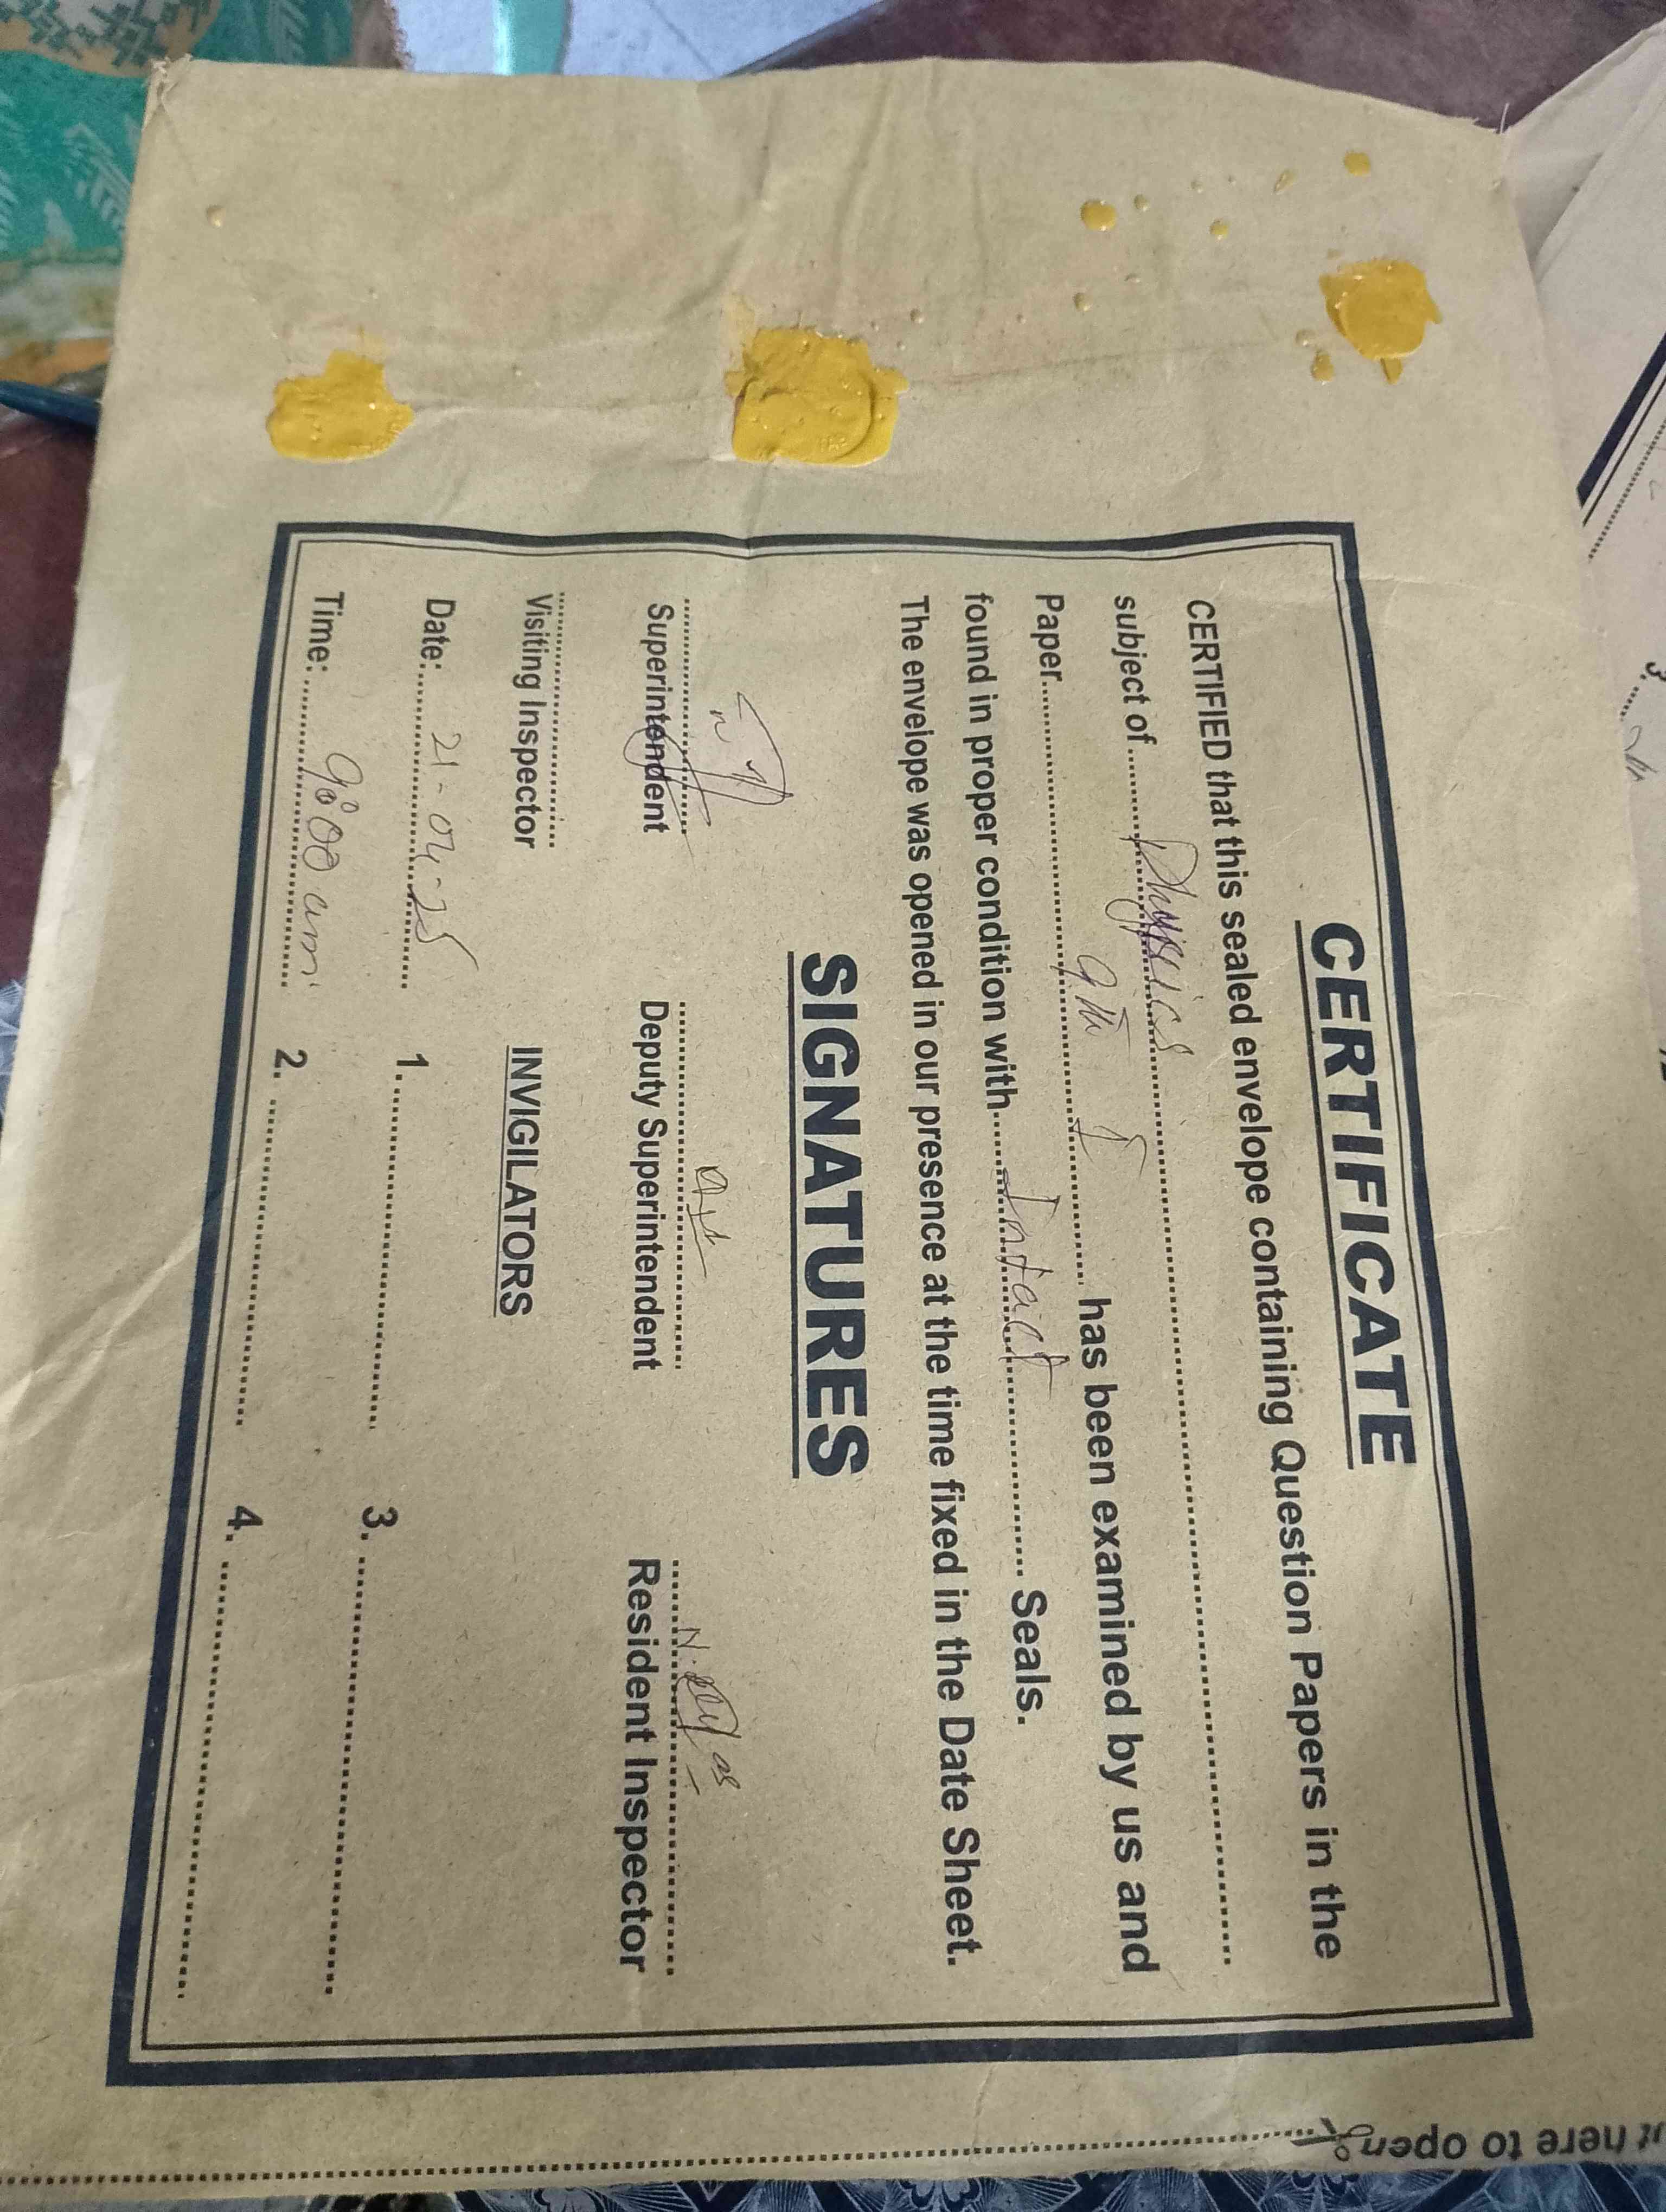 CERTIFICATE
CERTIFIED that this sealed envelope containing Question Papers in the
subject of ........ Physics ........
Paper ........ 9th I ........ has been examined by us and
found in proper condition with ........ Intact ........ Seals.
The envelope was opened in our presence at the time fixed in the Date Sheet.
SIGNATURES
Superintendent Deputy Superintendent Resident Inspector
Visiting Inspector INVIGILATORS
Date: 21-04-25 1. 3.
Time: 9:00 am 2. 4.
here to open
3.